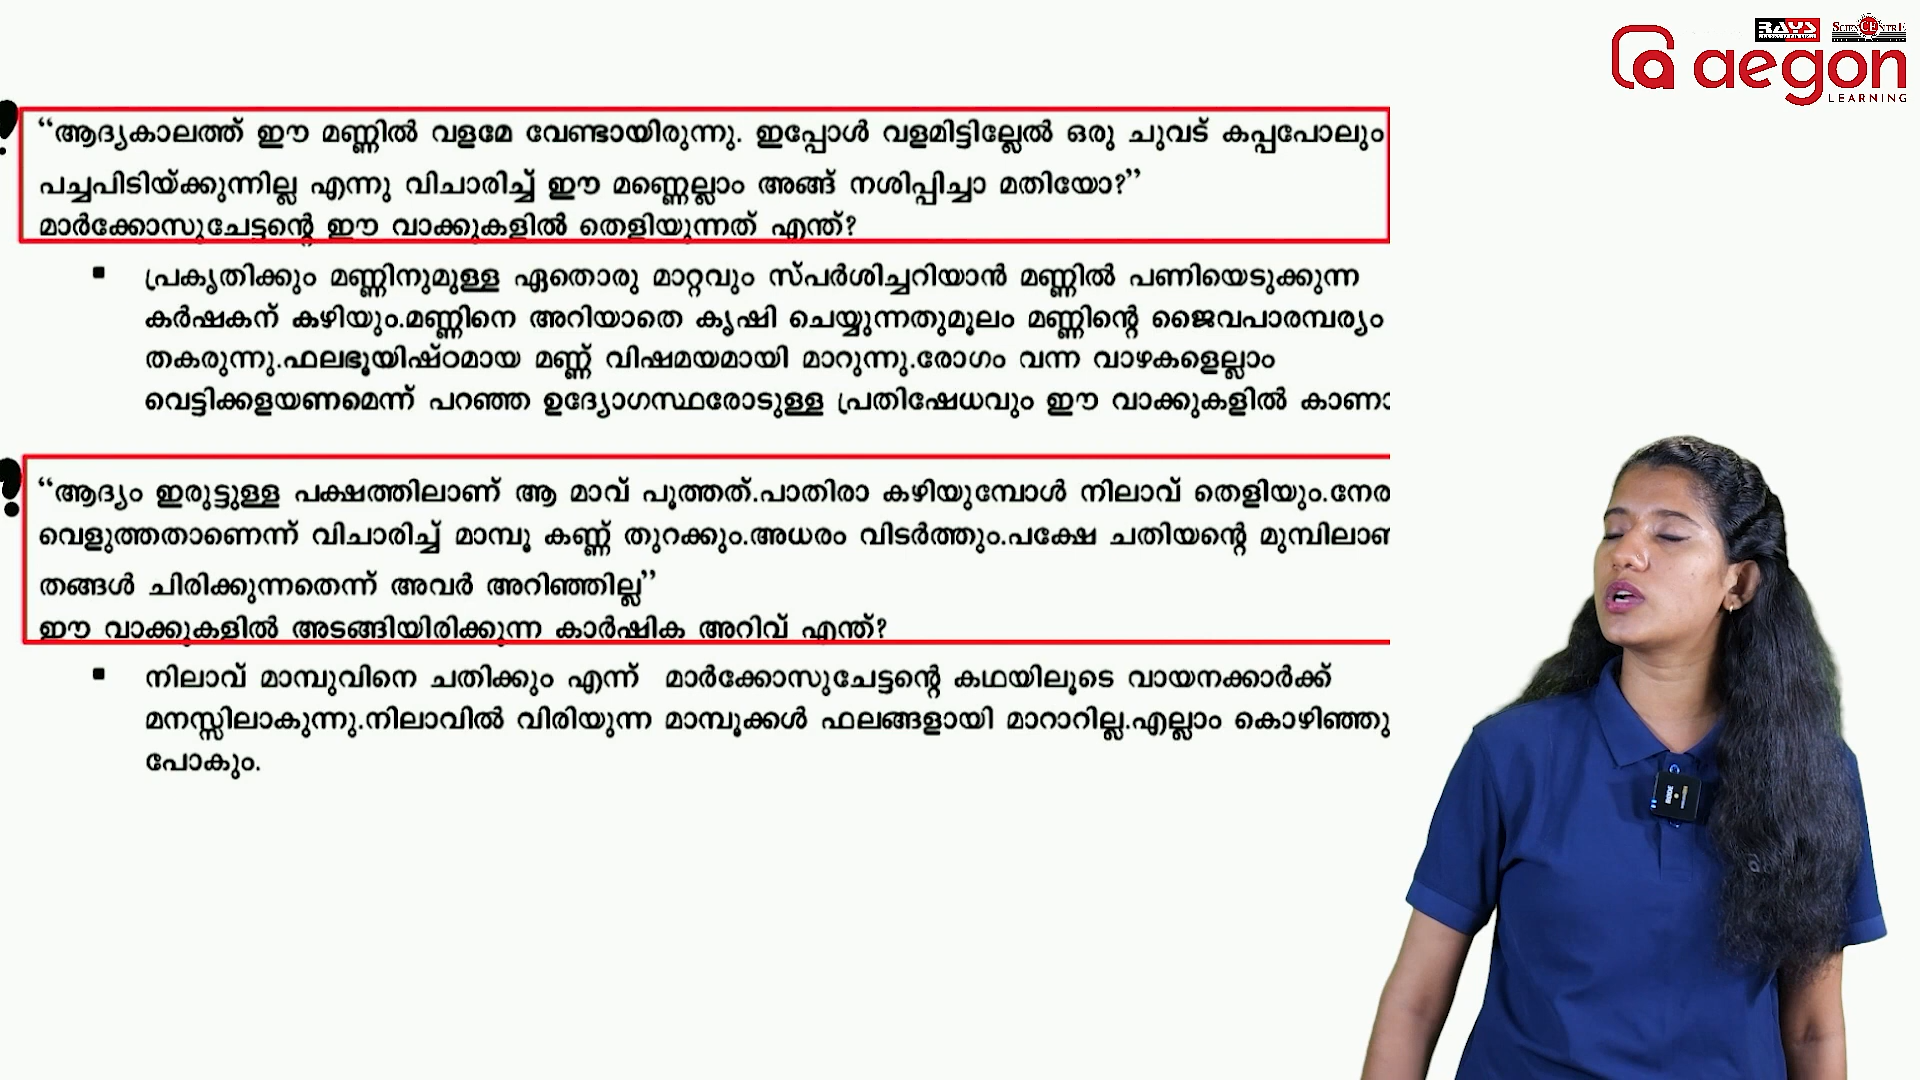 RAYS
SCIENCE CENTRE
aegon
LEARNING
“ആദ്യകാലത്ത് ഈ മണ്ണിൽ വളമേ വേണ്ടായിരുന്നു. ഇപ്പോൾ വളമിട്ടില്ലേൽ ഒരു ചുവട് കപ്പപോലും
പച്ചപിടിയ്ക്കുന്നില്ല എന്നു വിചാരിച്ച് ഈ മണ്ണെല്ലാം അങ്ങ് നശിപ്പിച്ചാ മതിയോ?”
മാർക്കോസുചേട്ടന്റെ ഈ വാക്കുകളിൽ തെളിയുന്നത് എന്ത്?
▪ പ്രകൃതിക്കും മണ്ണിനുമുള്ള ഏതൊരു മാറ്റവും സ്പർശിച്ചറിയാൻ മണ്ണിൽ പണിയെടുക്കുന്ന
കർഷകന് കഴിയും.മണ്ണിനെ അറിയാതെ കൃഷി ചെയ്യുന്നതുമൂലം മണ്ണിന്റെ ജൈവപാരമ്പര്യം
തകരുന്നു.ഫലഭൂയിഷ്ഠമായ മണ്ണ് വിഷമയമായി മാറുന്നു.രോഗം വന്ന വാഴകളെല്ലാം
വെട്ടിക്കളയണമെന്ന് പറഞ്ഞ ഉദ്യോഗസ്ഥരോടുള്ള പ്രതിഷേധവും ഈ വാക്കുകളിൽ
“ആദ്യം ഇരുട്ടുള്ള പക്ഷത്തിലാണ് ആ മാവ് പൂത്തത്.പാതിരാ കഴിയുമ്പോൾ നിലാവ് തെളിയും.
വെളുത്തതാണെന്ന് വിചാരിച്ച് മാമ്പൂ കണ്ണ് തുറക്കും.അധരം വിടർത്തും.പക്ഷേ ചതിയന്റെ
തങ്ങൾ ചിരിക്കുന്നതെന്ന് അവർ അറിഞ്ഞില്ല”
ഈ വാക്കുകളിൽ അടങ്ങിയിരിക്കുന്ന കാർഷിക അറിവ് എന്ത്?
▪ നിലാവ് മാമ്പുവിനെ ചതിക്കും എന്ന് മാർക്കോസുചേട്ടന്റെ കഥയിലൂടെ വായനക്കാർക്ക്
മനസ്സിലാകുന്നു.നിലാവിൽ വിരിയുന്ന മാമ്പൂക്കൾ ഫലങ്ങളായി മാറാറില്ല.എല്ലാം കൊഴിഞ്ഞു
പോകും.